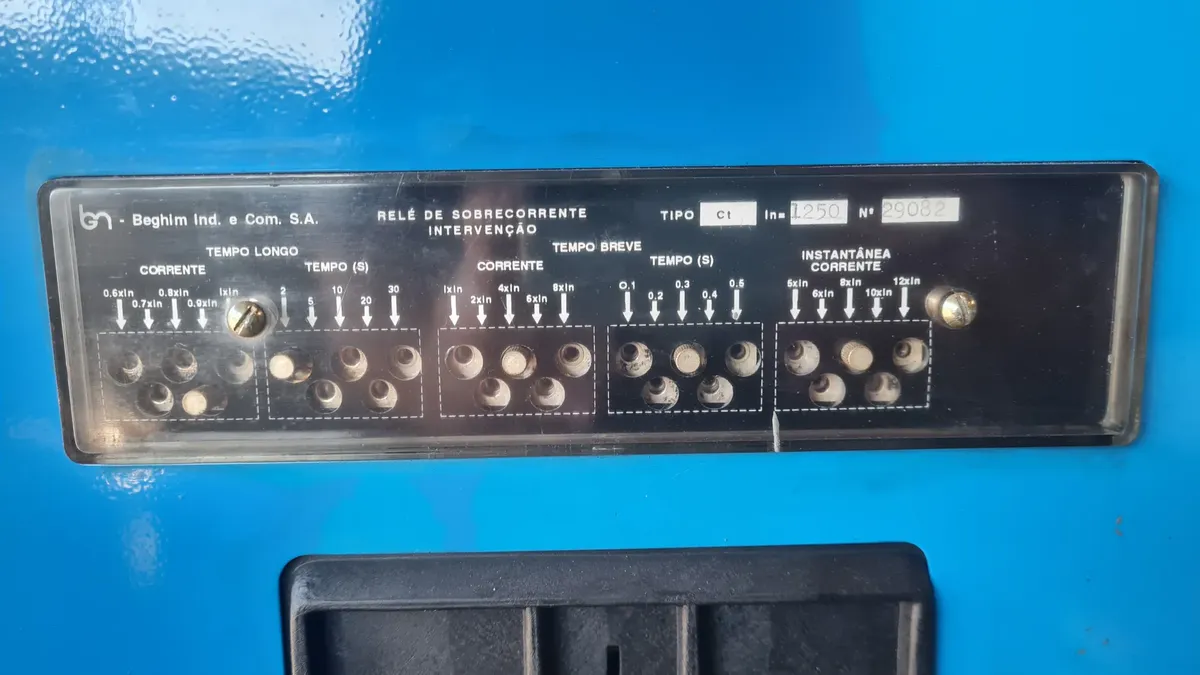 - Beghim Ind. e Com. S.A.
RELÉ DE SOBRECORRENTE
INTERVENÇÃO
TIPO Ct In= 1250 Nº 29082
TEMPO LONGO
TEMPO BREVE
INSTANTÂNEA
CORRENTE
CORRENTE
TEMPO (S)
CORRENTE
TEMPO (S)
0.6xIn 0.7xIn 0.8xIn 0.9xIn 1xIn
2 5 10 20 30
1xIn 2xIn 4xIn 6xIn 8xIn
0.1 0.2 0.3 0.4 0.5
6xIn 8xIn 10xIn 12xIn